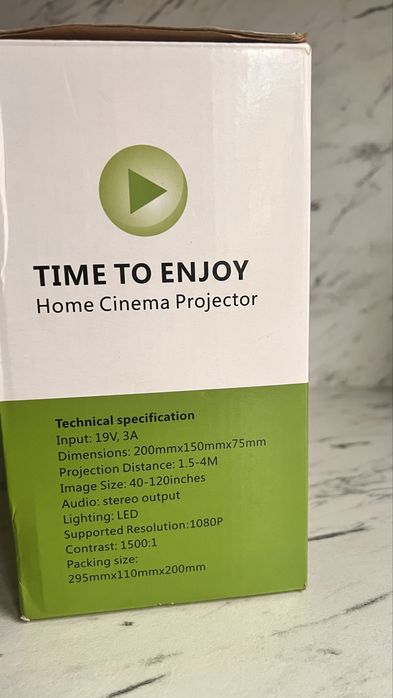 TIME TO ENJOY
Home Cinema Projector
Technical specification
Input: 19V, 3A
Dimensions: 200mmx150mmx75mm
Projection Distance: 1.5-4M
Image Size: 40-120inches
Audio: stereo output
Lighting: LED
Supported Resolution:1080P
Contrast: 1500:1
Packing size:
295mmx110mmx200mm